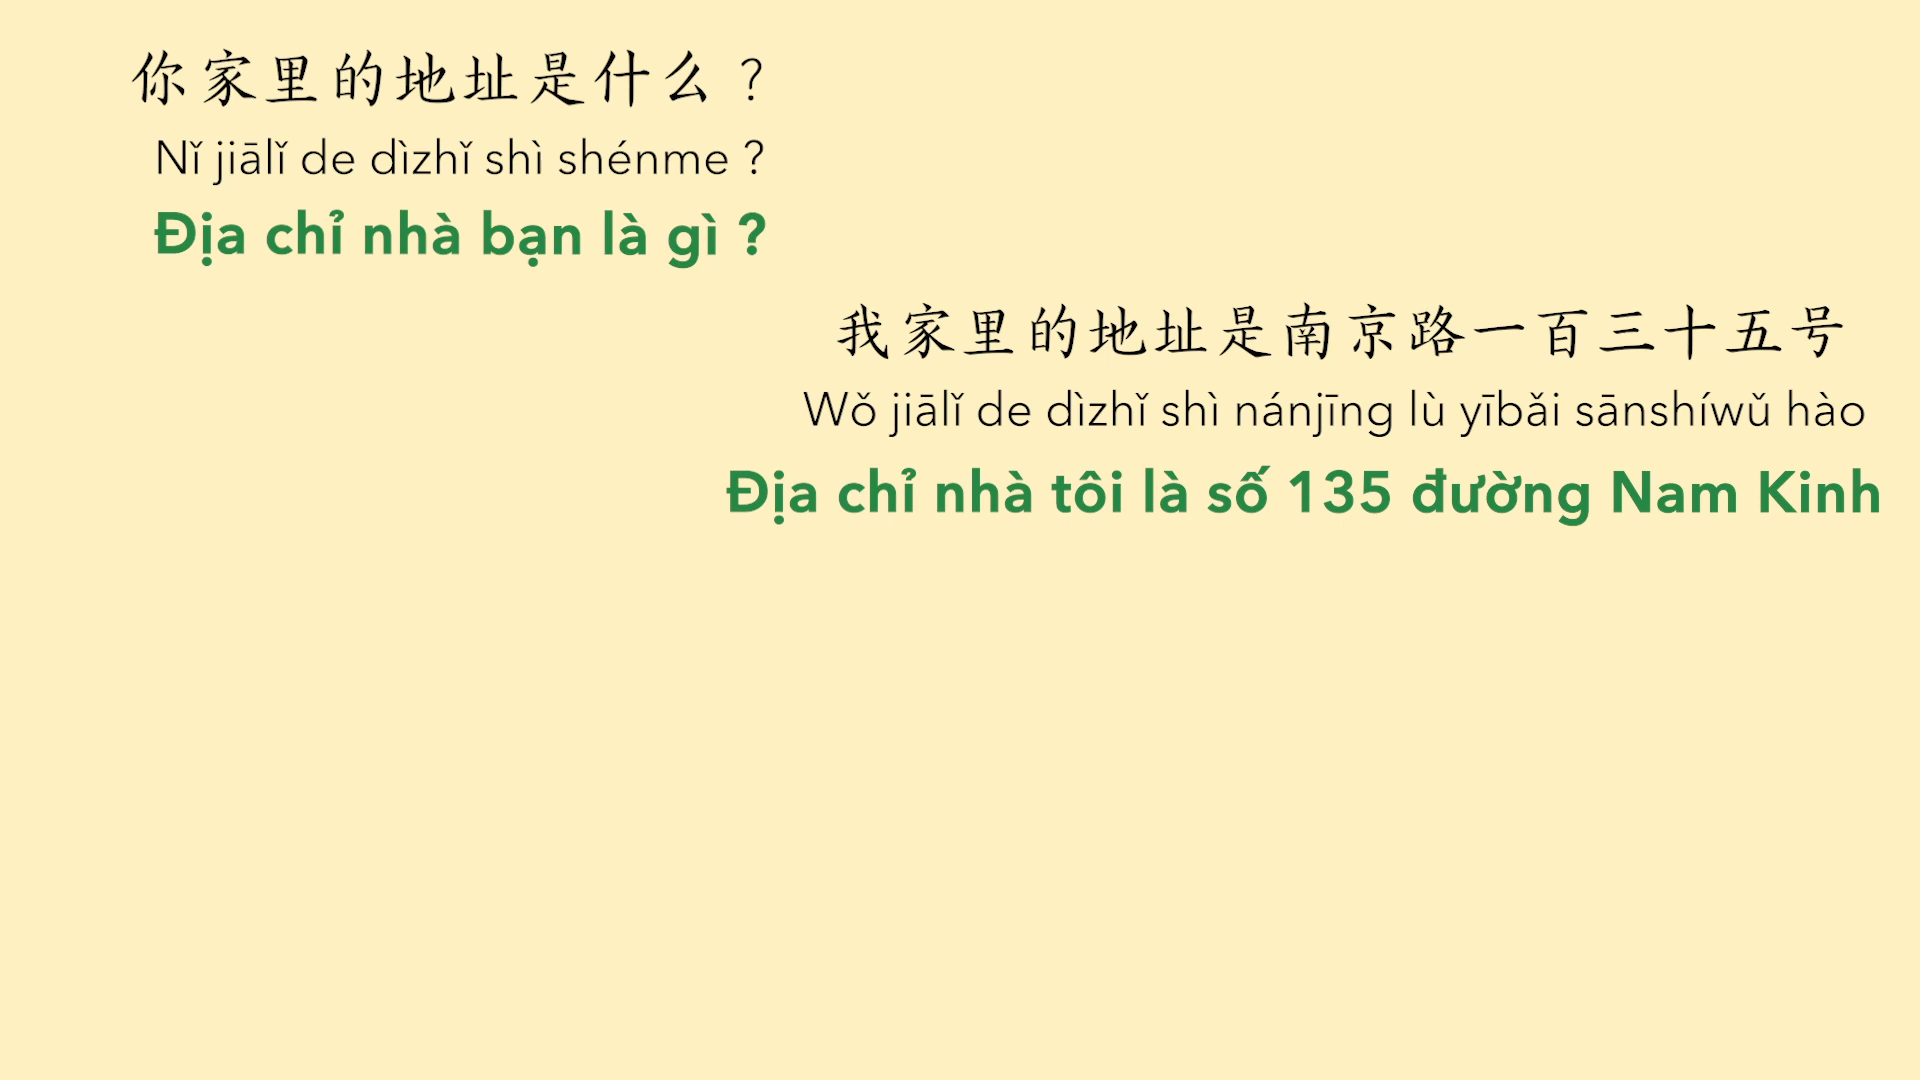 你家里的地址是什么？
Nǐ jiālǐ de dìzhǐ shì shénme ?
Địa chỉ nhà bạn là gì ?
我家里的地址是南京路一百三十五号
Wǒ jiālǐ de dìzhǐ shì nánjīng lù yībǎi sānshíwǔ hào
Địa chỉ nhà tôi là số 135 đường Nam Kinh